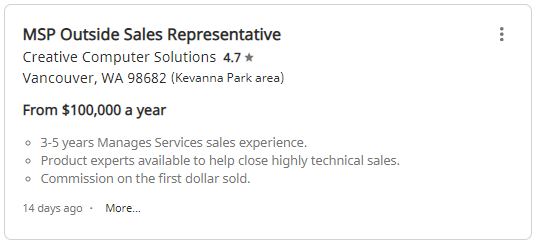 MSP Outside Sales Representative
Creative Computer Solutions 4.7★
Vancouver, WA 98682 (Kevanna Park area)
From $100,000 a year
3-5 years Manages Services sales experience.
Product experts available to help close highly technical sales.
Commission on the first dollar sold.
14 days ago · More...